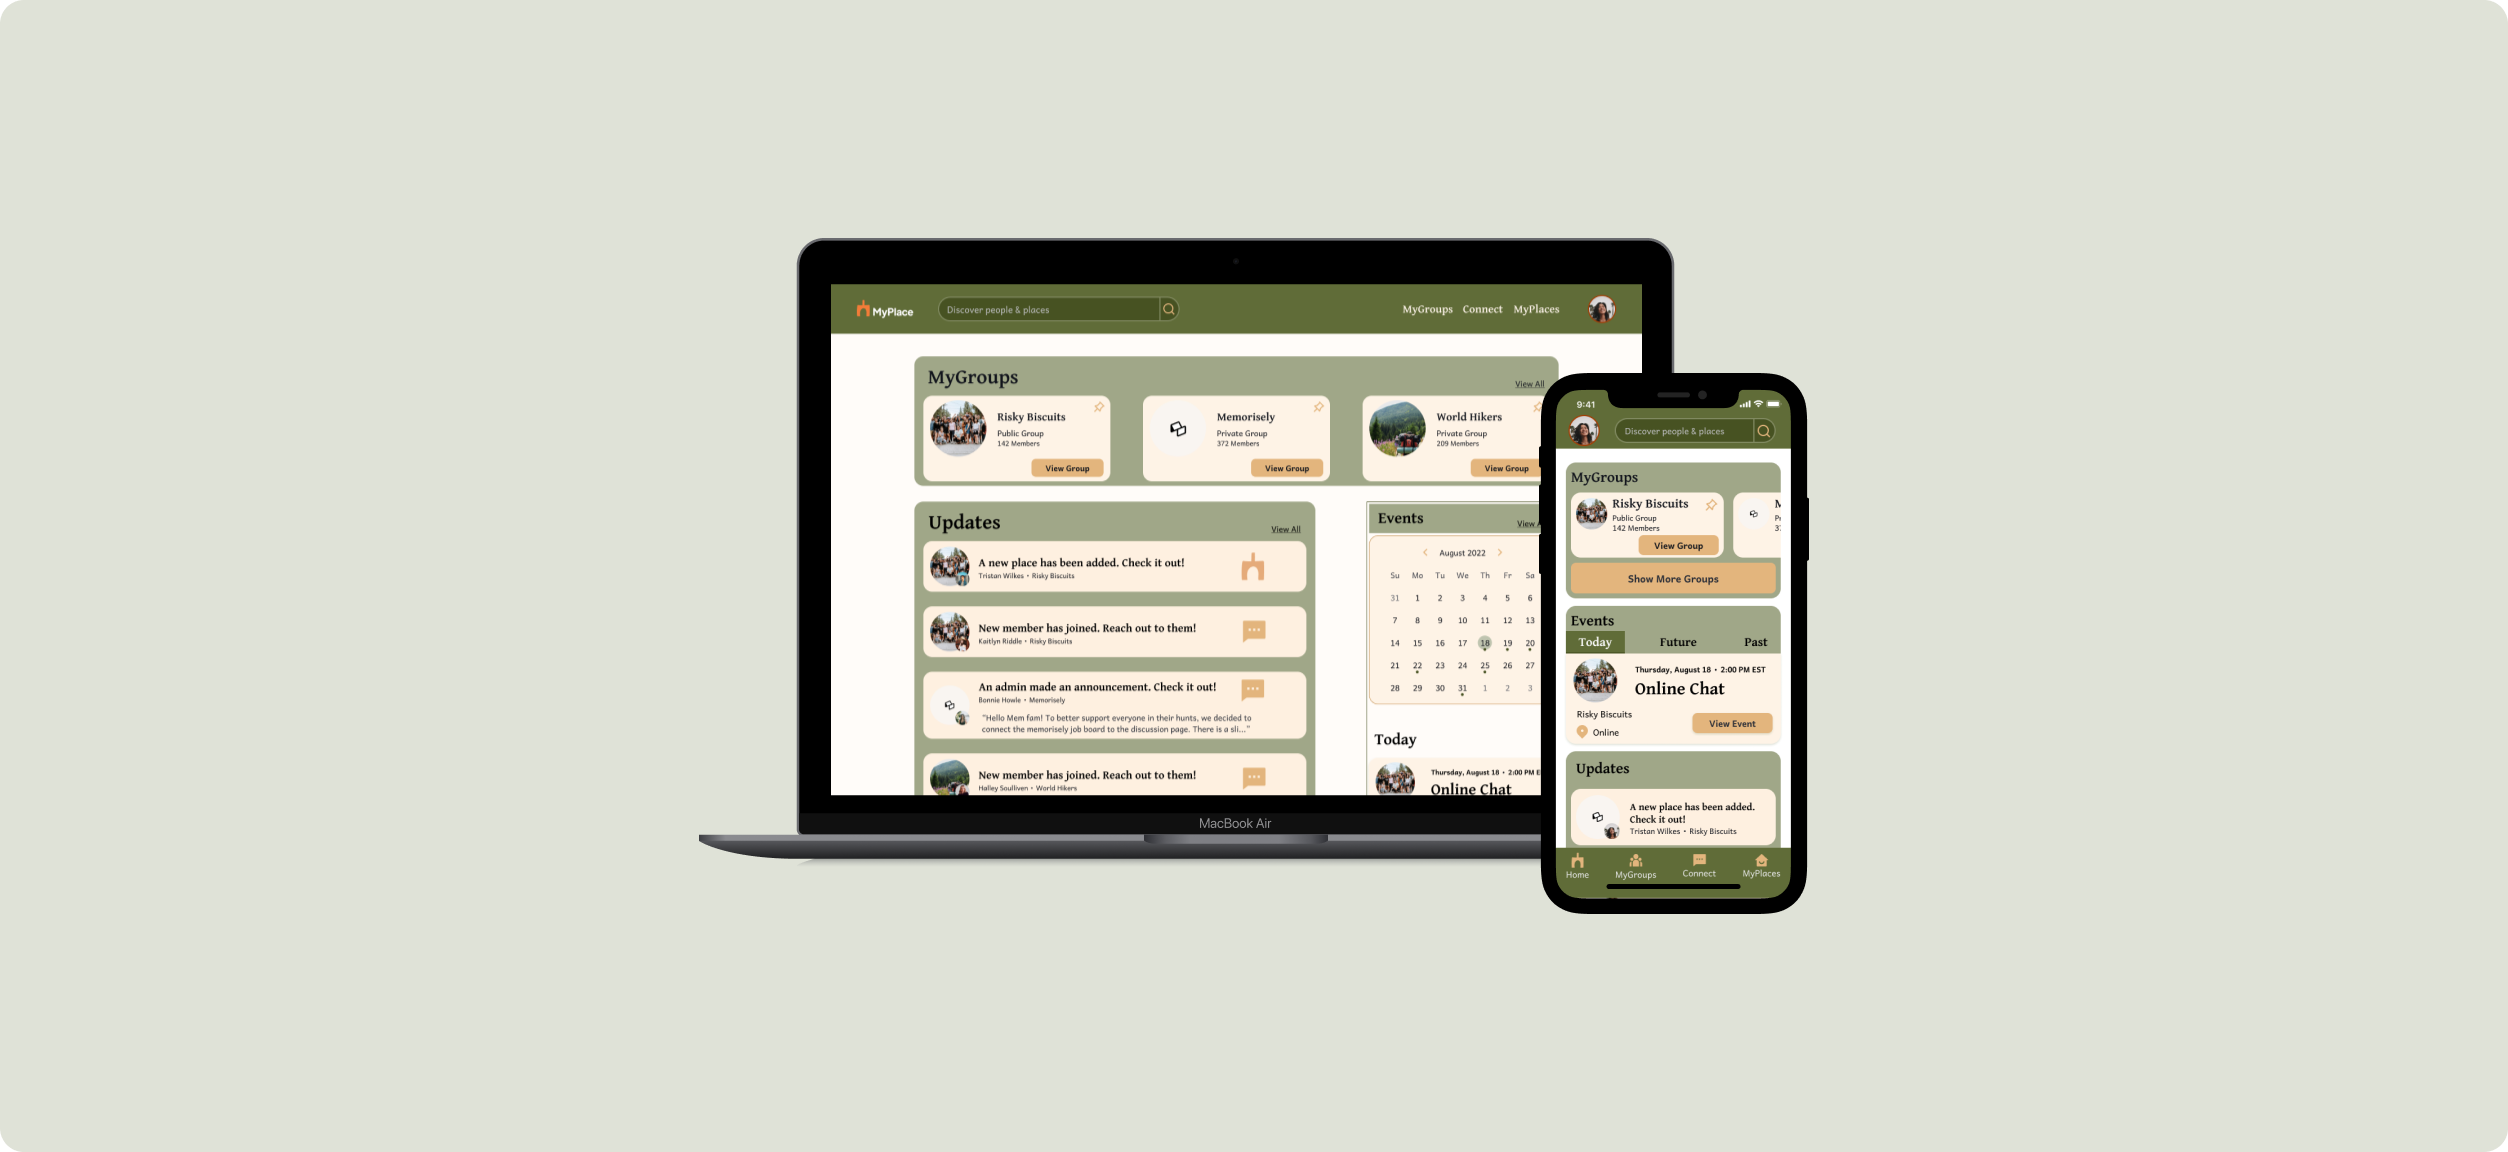 MyPlace
Discover people & places
MyGroups Connect MyPlaces
MyGroups
View All
Risky Biscuits
Public Group
142 Members
View Group
Memorisely
Private Group
372 Members
View Group
World Hikers
Private Group
209 Members
View Group
Updates
View All
A new place has been added. Check it out!
Tristan Wilkes • Risky Biscuits
New member has joined. Reach out to them!
Kaitlyn Riddle • Risky Biscuits
An admin made an announcement. Check it out!
Bonnie Howle • Memorisely
"Hello Mem fam! To better support everyone in their hunts, we decided to
connect the memorisely job board to the discussion page. There is a sli..."
New member has joined. Reach out to them!
Halley Soulliven • World Hikers
Events
View A
August 2022
Su Mo Tu We Th Fr Sa
31 1 2 3 4 5 6
7 8 9 10 11 12 13
14 15 16 17 18 19 20
21 22 23 24 25 26 27
28 29 30 31 1 2 3
Today
Thursday, August 18 • 2:00 PM E
Online Chat
MacBook Air
9:41
Discover people & places
MyGroups
Risky Biscuits
Public Group
142 Members
View Group
M
Pr
37
Show More Groups
Events
Today Future Past
Thursday, August 18 • 2:00 PM EST
Online Chat
Risky Biscuits
Online
View Event
Updates
A new place has been added.
Check it out!
Tristan Wilkes • Risky Biscuits
Home MyGroups Connect MyPlaces